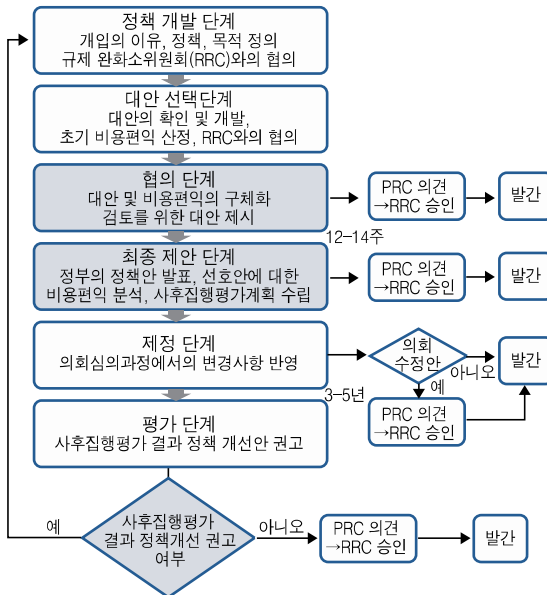 정책 개발 단계
개입의 이유, 정책, 목적 정의
규제 완화소위원회(RRC)와의 협의
대안 선택단계
대안의 확인 및 개발,
초기 비용편익 산정, RRC와의 협의
협의 단계
대안 및 비용편익의 구체화
검토를 위한 대안 제시
PRC 의견
→RRC 승인
발간
12–14주
최종 제안 단계
정부의 정책안 발표, 선호안에 대한
비용편익 분석, 사후집행평가계획 수립
PRC 의견
→RRC 승인
발간
제정 단계
의회심의과정에서의 변경사항 반영
의회
수정안
아니오
예
발간
3–5년
PRC 의견
→RRC 승인
평가 단계
사후집행평가 결과 정책 개선안 권고
예
사후집행평가
결과 정책개선 권고
여부
아니오
PRC 의견
→RRC 승인
발간